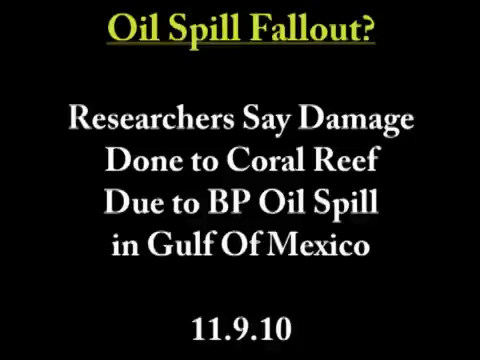 Oil Spill Fallout?
Researchers Say Damage
Done to Coral Reef
Due to BP Oil Spill
in Gulf Of Mexico
11.9.10